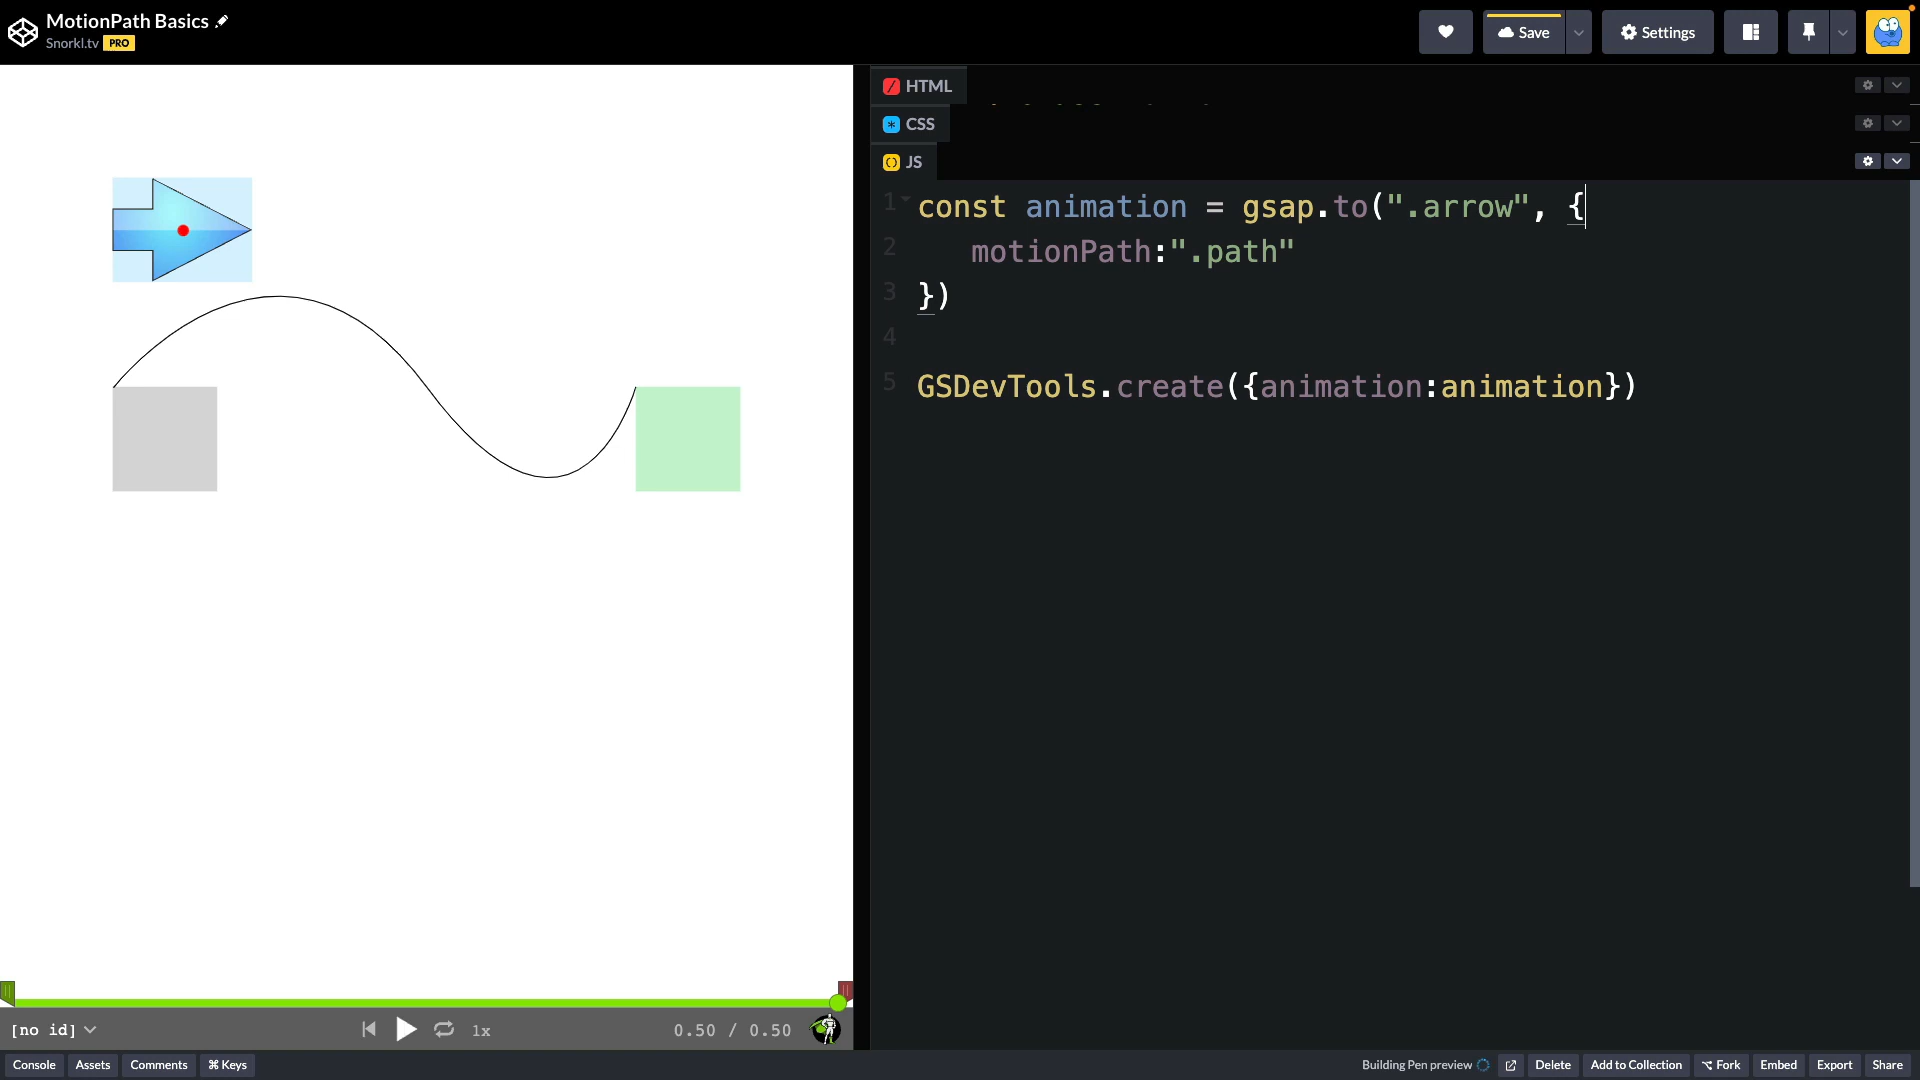 MotionPath Basics
Snorkl.tv PRO
Save
Settings
HTML
CSS
JS
1 const animation = gsap.to(".arrow", {
2 motionPath:".path"
3 })
4
5 GSDevTools.create({animation:animation})
[no id]
1x
0.50 / 0.50
Console
Assets
Comments
⌘ Keys
Building Pen preview
Delete
Add to Collection
Fork
Embed
Export
Share